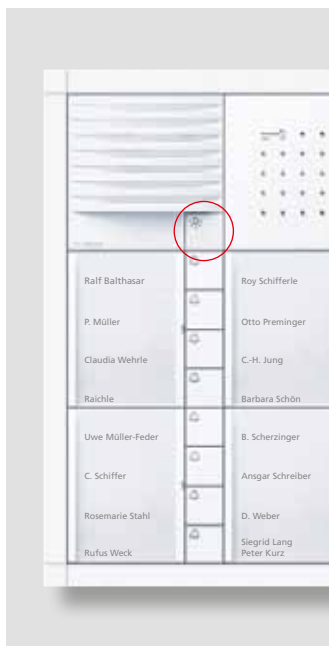 Ralf Balthasar
P. Müller
Claudia Wehrle
Raichle
Uwe Müller-Feder
C. Schiffer
Rosemarie Stahl
Rufus Weck
Roy Schifferle
Otto Preminger
C.-H. Jung
Barbara Schön
B. Scherzinger
Ansgar Schreiber
D. Weber
Siegrid Lang
Peter Kurz